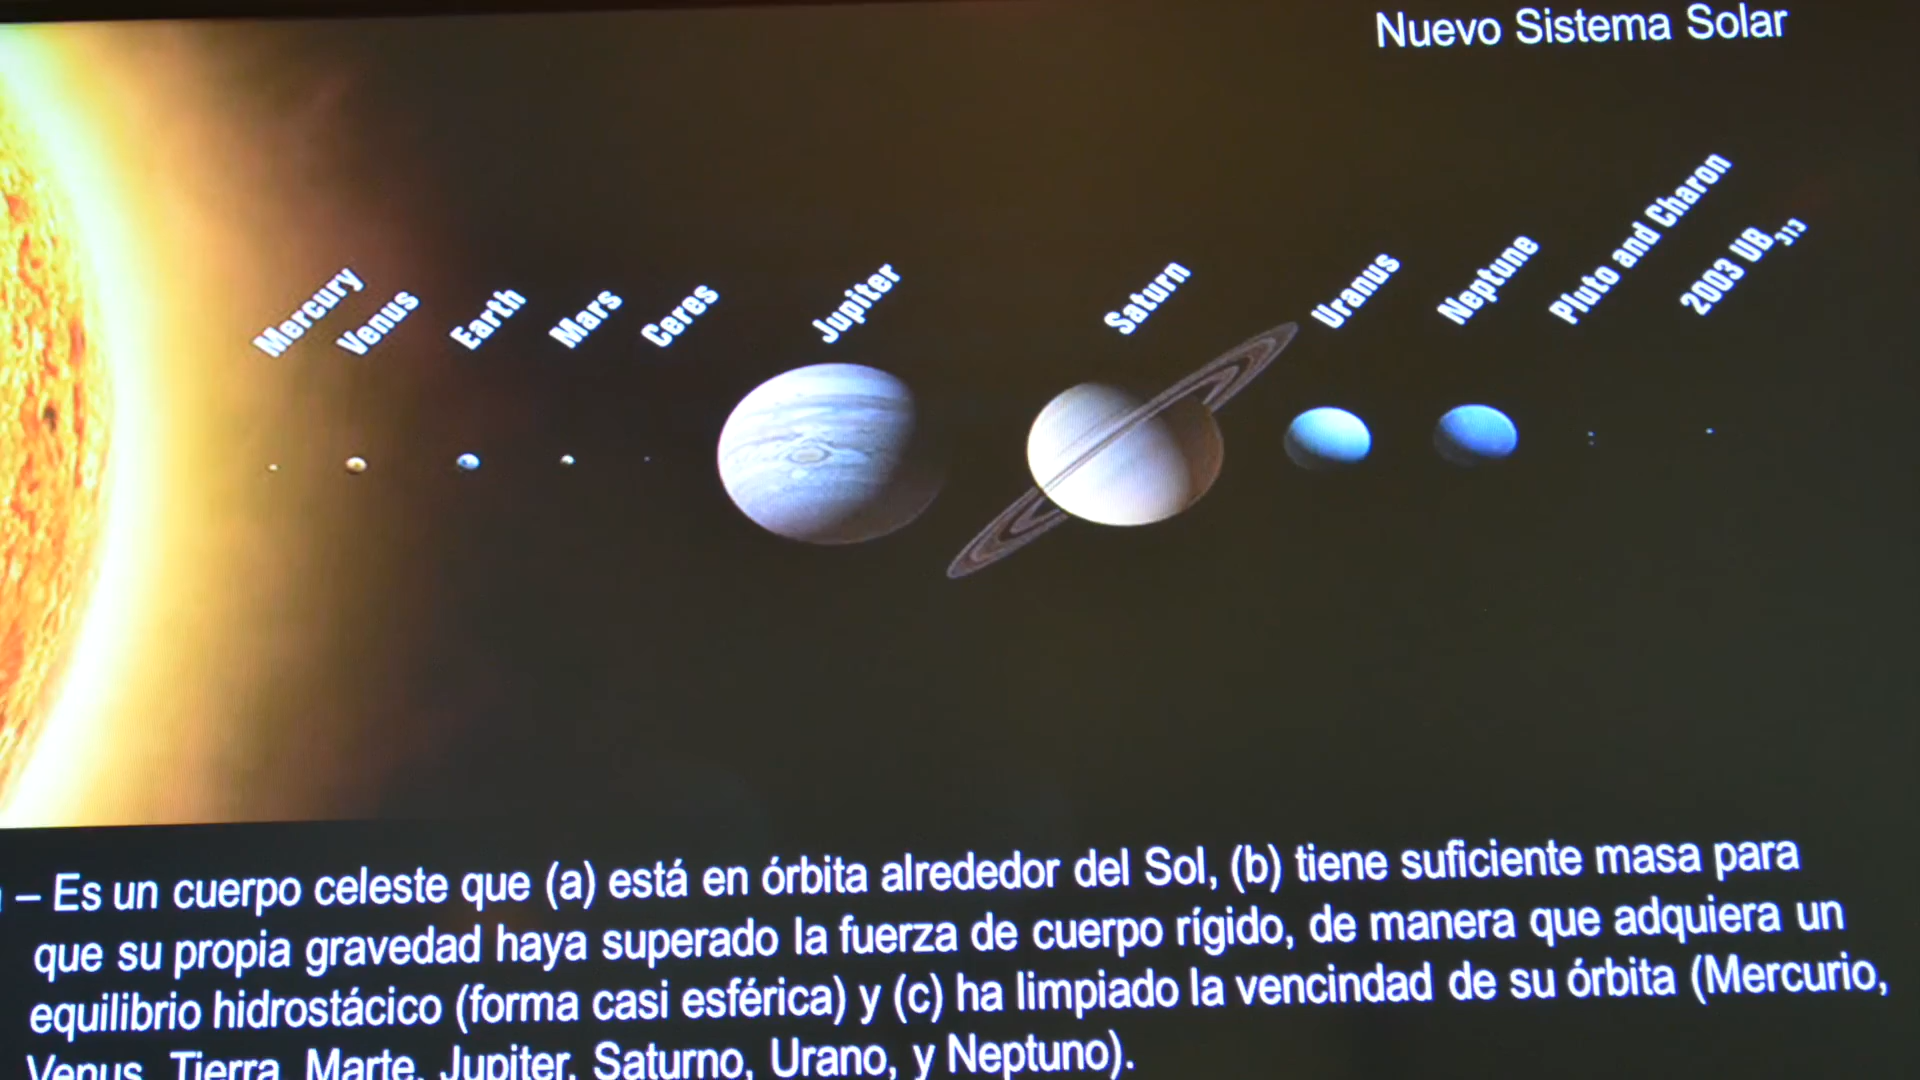 Nuevo Sistema Solar
Mercury
Venus
Earth
Mars
Ceres
Jupiter
Saturn
Uranus
Neptune
Pluto and Charon
2003 UB313
– Es un cuerpo celeste que (a) está en órbita alrededor del Sol, (b) tiene suficiente masa para
que su propia gravedad haya superado la fuerza de cuerpo rígido, de manera que adquiera un
equilibrio hidrostácico (forma casi esférica) y (c) ha limpiado la vencindad de su órbita (Mercurio,
Venus, Tierra, Marte, Jupiter, Saturno, Urano, y Neptuno).